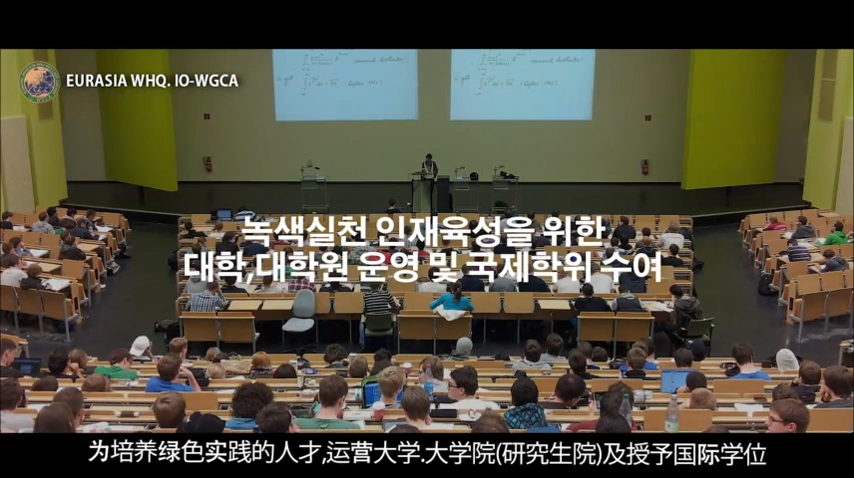 EURASIA WHQ. IO-WGCA
녹색실천 인재육성을 위한
대학,대학원 운영 및 국제학위 수여
为培养绿色实践的人才,运营大学.大学院(研究生院)及授予国际学位